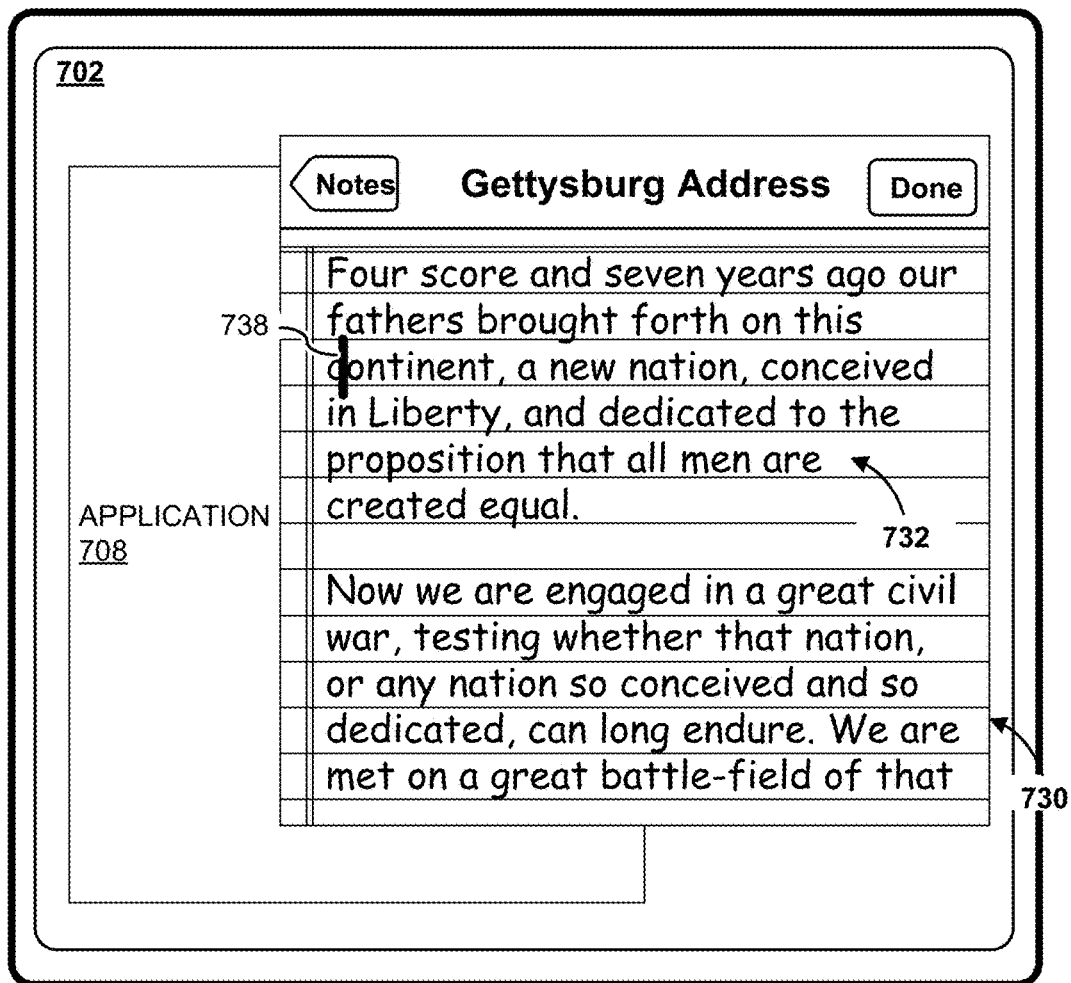 702
Notes
Gettysburg Address
Done
Four score and seven years ago our
fathers brought forth on this
738
continent, a new nation, conceived
in Liberty, and dedicated to the
proposition that all men are
created equal.
APPLICATION
708
732
Now we are engaged in a great civil
war, testing whether that nation,
or any nation so conceived and so
dedicated, can long endure. We are
met on a great battle-field of that
730